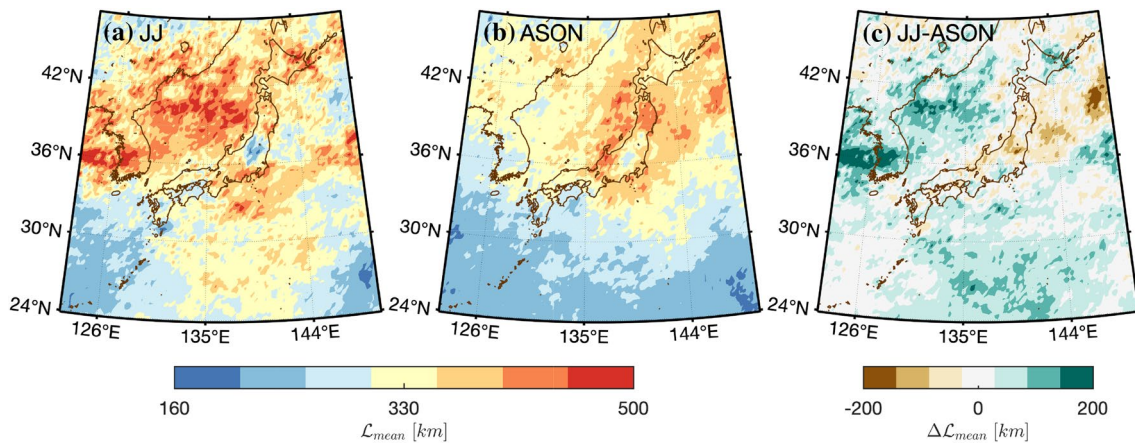 (a) JJ
(b) ASON
(c) JJ-ASON
42°N
36°N
30°N
24°N
126°E
135°E
144°E
42°N
36°N
30°N
24°N
126°E
135°E
144°E
42°N
36°N
30°N
24°N
126°E
135°E
144°E
160
330
500
ℒmean [km]
-200
0
200
Δℒmean [km]